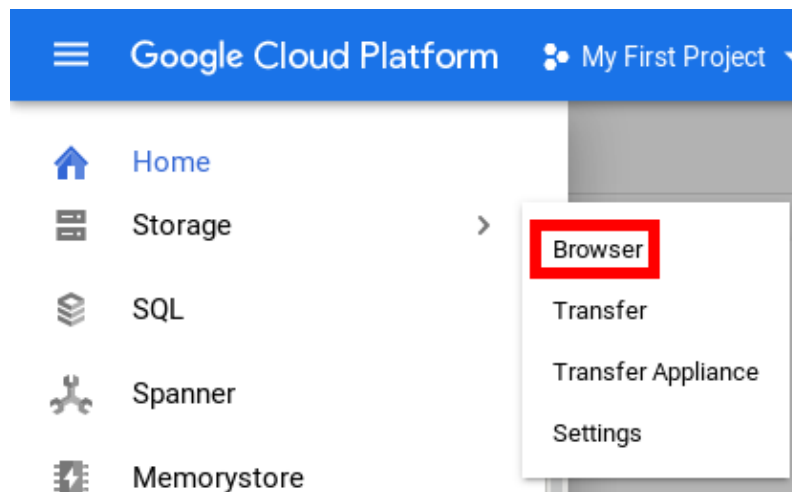 Google Cloud Platform My First Project
Home
Storage
Browser
SQL
Transfer
Transfer Appliance
Spanner
Settings
Memorystore